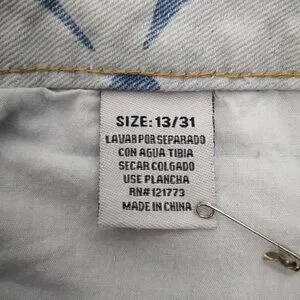 SIZE: 13/31
LAVAR POR SEPARADO
CON AGUA TIBIA
SECAR COLGADO
USE PLANCHA
RN# 121773
MADE IN CHINA